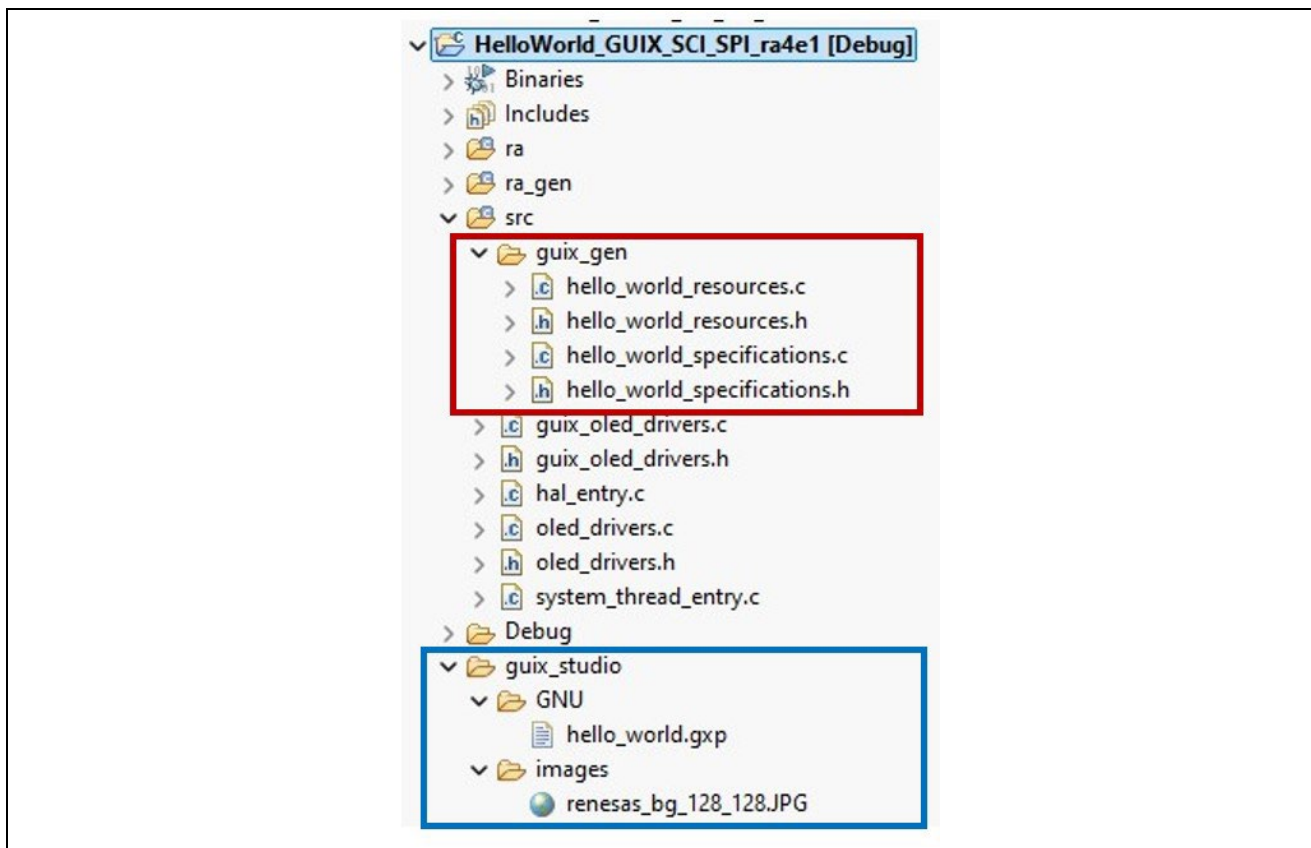 HelloWorld_GUIX_SCI_SPI_ra4e1 [Debug]
Binaries
Includes
ra
ra_gen
src
guix_gen
.c hello_world_resources.c
.h hello_world_resources.h
.c hello_world_specifications.c
.h hello_world_specifications.h
.c guix_oled_drivers.c
.h guix_oled_drivers.h
.c hal_entry.c
.c oled_drivers.c
.h oled_drivers.h
.c system_thread_entry.c
Debug
guix_studio
GNU
hello_world.gxp
images
renesas_bg_128_128.JPG